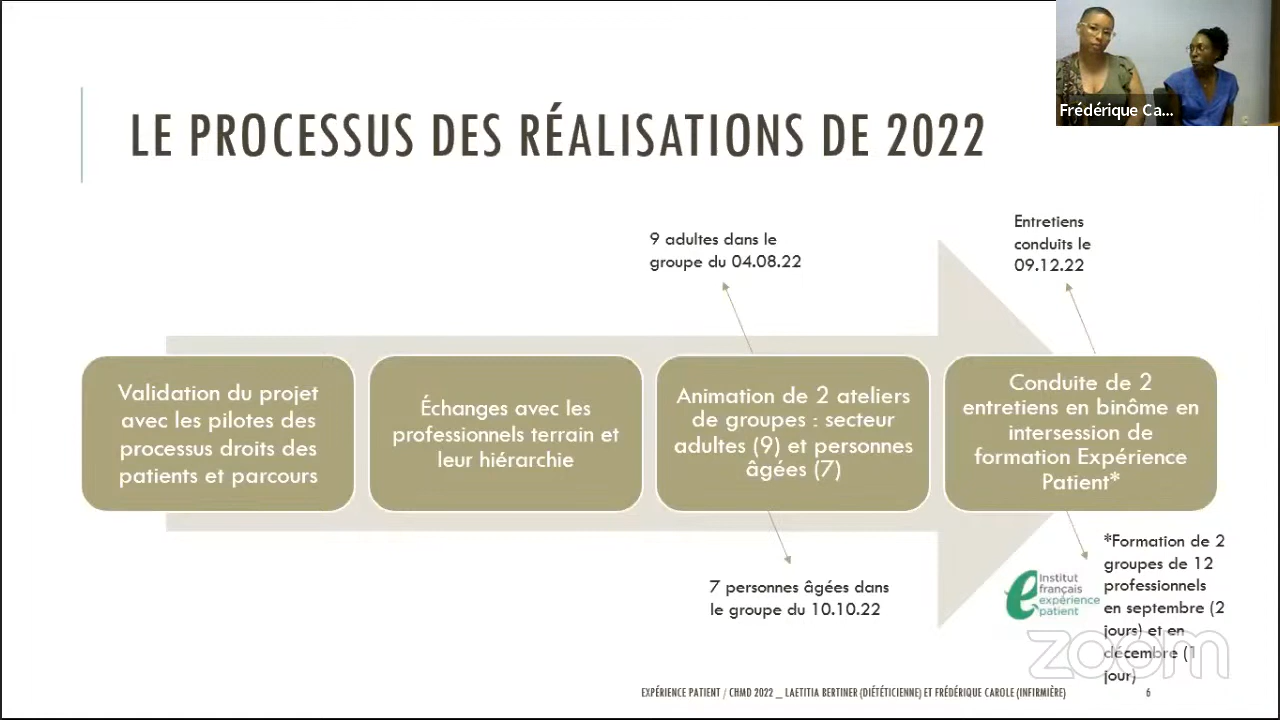 Frédérique Ca...
LE PROCESSUS DES RÉALISATIONS DE 2022
9 adultes dans le
groupe du 04.08.22
Entretiens
conduits le
09.12.22
Validation du projet
avec les pilotes des
processus droits des
patients et parcours
Échanges avec les
professionnels terrain et
leur hiérarchie
Animation de 2 ateliers
de groupes : secteur
adultes (9) et personnes
âgées (7)
Conduite de 2
entretiens en binôme en
intersession de
formation Expérience
Patient*
7 personnes âgées dans
le groupe du 10.10.22
Institut
français
expérience
patient
*Formation de 2
groupes de 12
professionnels
en septembre (2
jours) et en
décembre (1
jour)
zoom
EXPÉRIENCE PATIENT / CHMD 2022 _ LAETITIA BERTINER (DIÉTÉTICIENNE) ET FRÉDÉRIQUE CAROLE (INFIRMIÈRE)
6